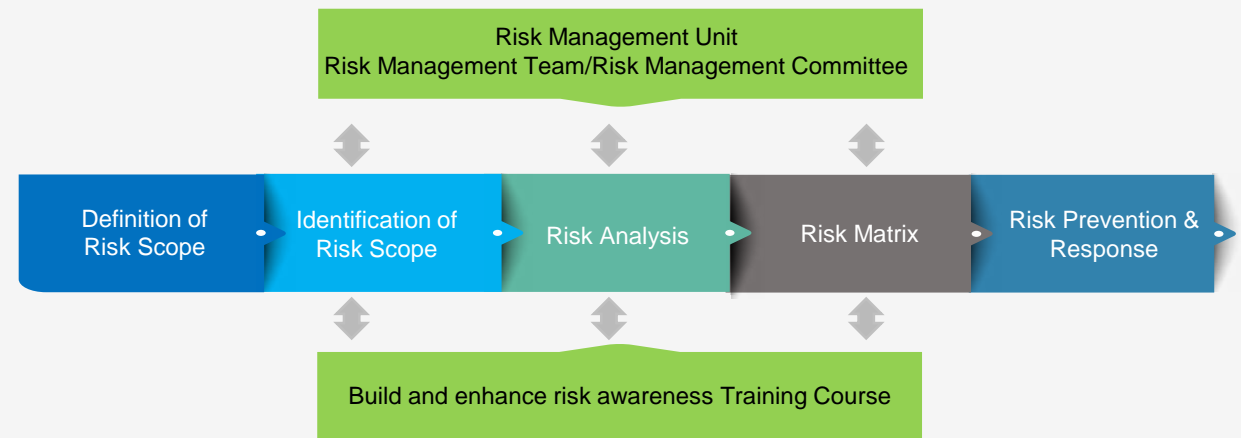 Risk Management Unit
Risk Management Team/Risk Management Committee
Definition of
Risk Scope
Identification of
Risk Scope
Risk Analysis
Risk Matrix
Risk Prevention &
Response
Build and enhance risk awareness Training Course